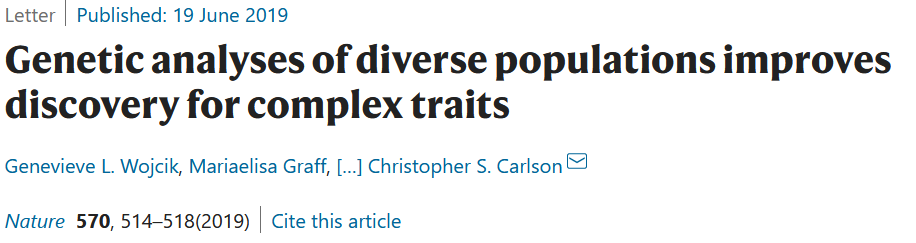 Letter | Published: 19 June 2019
Genetic analyses of diverse populations improves
discovery for complex traits
Genevieve L. Wojcik, Mariaelisa Graff, [...] Christopher S. Carlson
Nature 570, 514–518(2019) | Cite this article